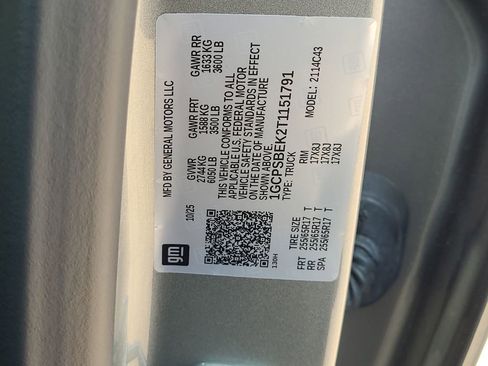 MFD BY GENERAL MOTORS LLC
10/25
GVWR GAWR FRT GAWR RR
2744 KG 1588 KG 1633 KG
6050 LB 3500 LB 3600 LB
THIS VEHICLE CONFORMS TO ALL
APPLICABLE U.S. FEDERAL MOTOR
VEHICLE SAFETY STANDARDS IN EFFECT
ON THE DATE OF MANUFACTURE
SHOWN ABOVE.
1GCPSBEK2T1151791
TYPE: TRUCK MODEL: 2114C43
gm
136H
TIRE SIZE RIM
FRT 255/65R17 T 17X8J
RR 255/65R17 T 17X8J
SPA 255/65R17 T 17X8J